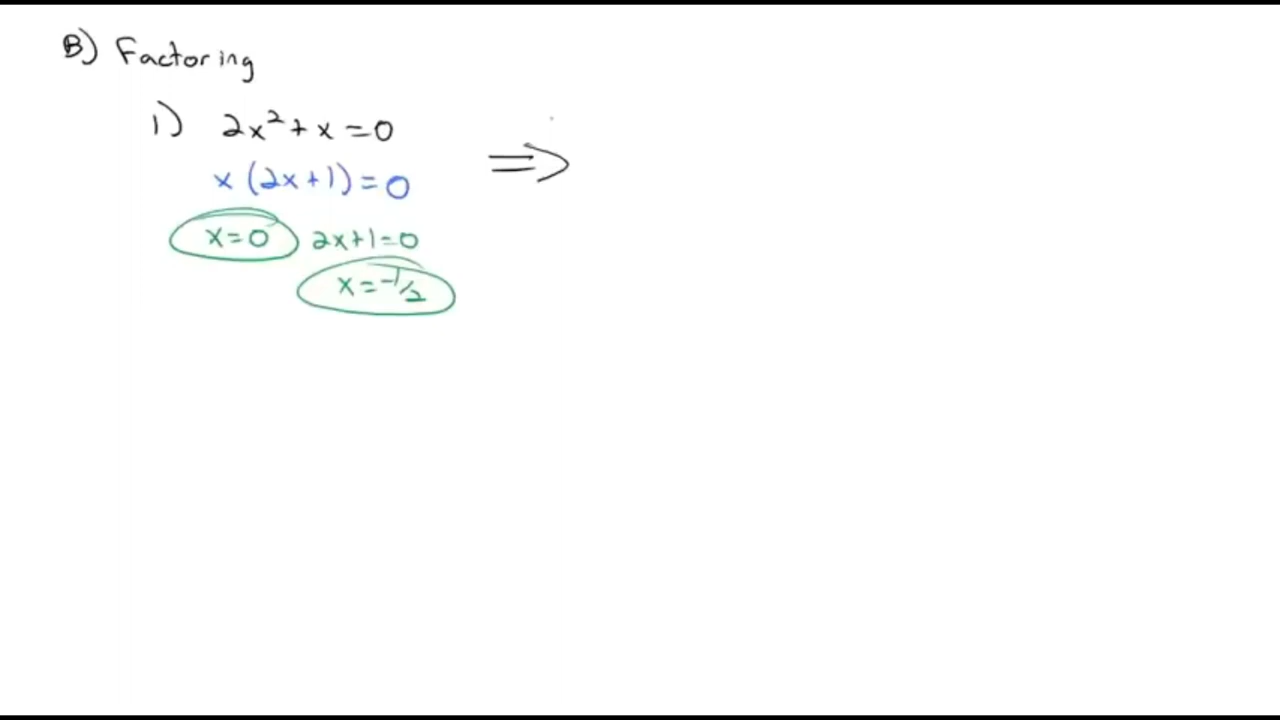 B) Factoring
1) 2x² + x = 0
⇒
x (2x+1) = 0
x=0 2x+1=0
x = -1/2